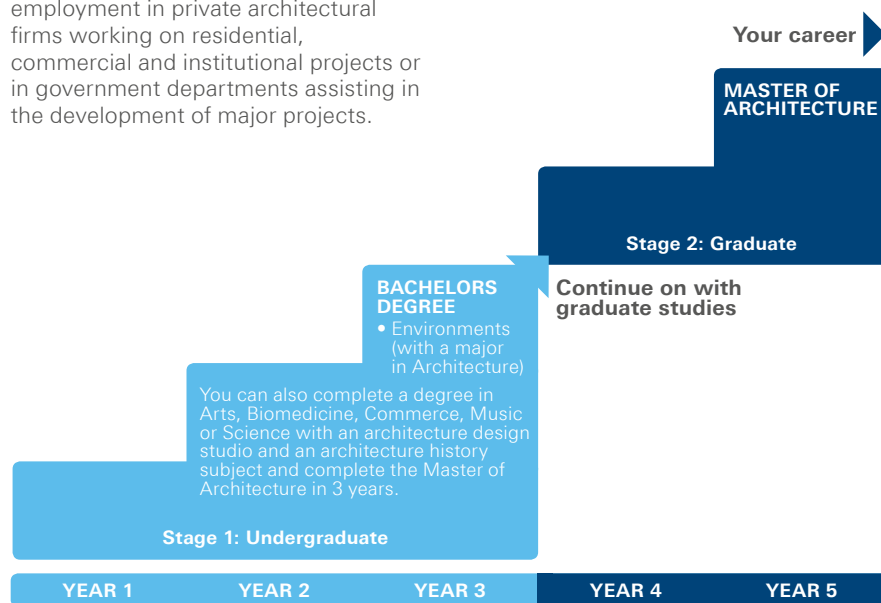 employment in private architectural
firms working on residential,
commercial and institutional projects or
in government departments assisting in
the development of major projects.
Your career
MASTER OF
ARCHITECTURE
Stage 2: Graduate
Continue on with
graduate studies
BACHELORS
DEGREE
• Environments
(with a major
in Architecture)
You can also complete a degree in
Arts, Biomedicine, Commerce, Music
or Science with an architecture design
studio and an architecture history
subject and complete the Master of
Architecture in 3 years.
Stage 1: Undergraduate
YEAR 1 YEAR 2 YEAR 3 YEAR 4 YEAR 5